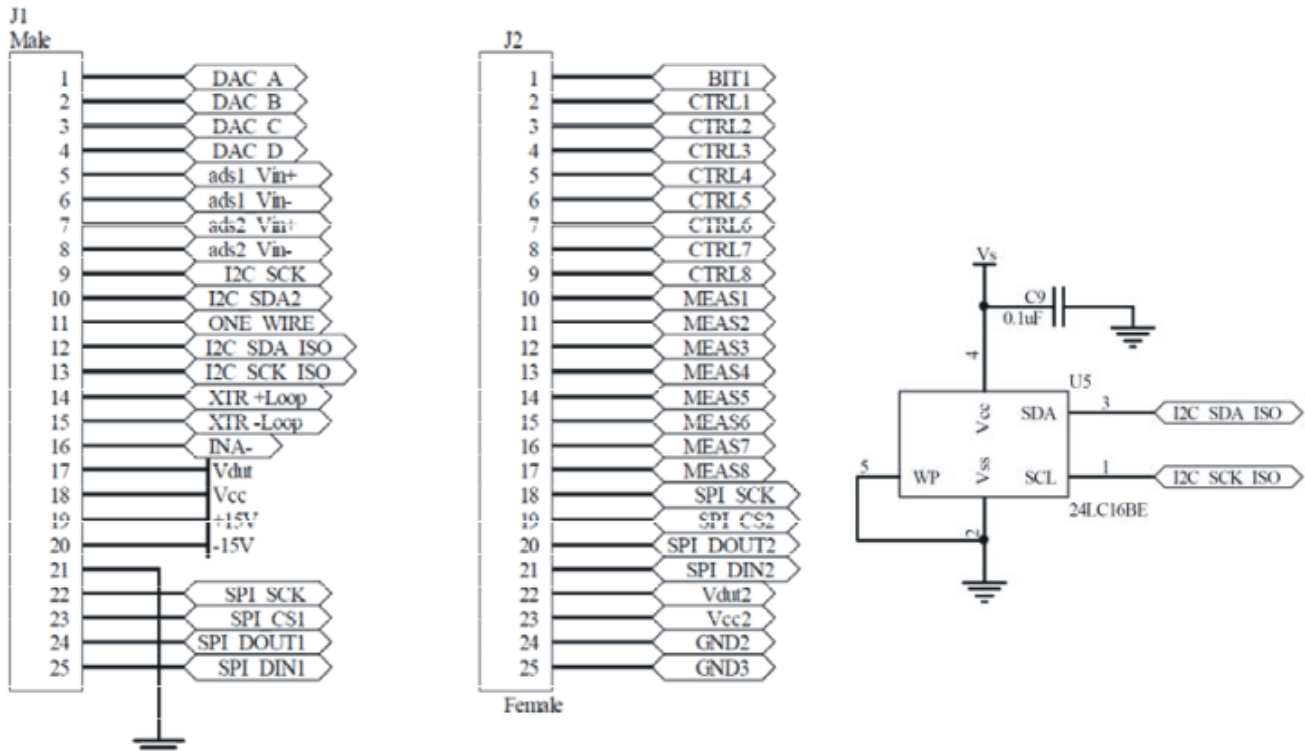 J1
Male
1 DAC A
2 DAC B
3 DAC C
4 DAC D
5 ads1 Vin+
6 ads1 Vin-
7 ads2 Vin+
8 ads2 Vin-
9 I2C SCK
10 I2C SDA2
11 ONE WIRE
12 I2C SDA ISO
13 I2C SCK ISO
14 XTR +Loop
15 XTR -Loop
16 INA-
17 Vdut
18 Vcc
19 +15V
20 -15V
21
22 SPI SCK
23 SPI CS1
24 SPI DOUT1
25 SPI DIN1
J2
1 BIT1
2 CTRL1
3 CTRL2
4 CTRL3
5 CTRL4
6 CTRL5
7 CTRL6
8 CTRL7
9 CTRL8
10 MEAS1
11 MEAS2
12 MEAS3
13 MEAS4
14 MEAS5
15 MEAS6
16 MEAS7
17 MEAS8
18 SPI SCK
19 SPI CS2
20 SPI DOUT2
21 SPI DIN2
22 Vdut2
23 Vcc2
24 GND2
25 GND3
Female
Vs
C9
0.1uF
4
U5
Vcc SDA 3 I2C SDA ISO
5 WP Vss SCL 1 I2C SCK ISO
24LC16BE
2